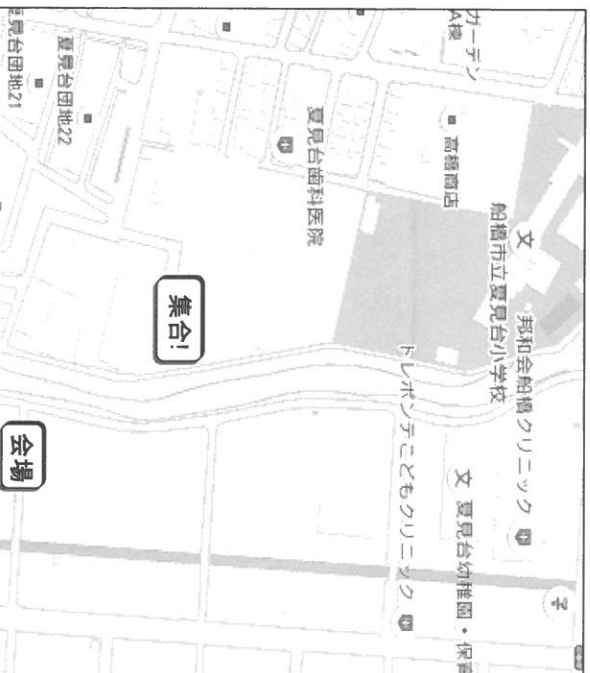 ガーデン
A棟
高橋商店
文
船橋市立夏見台小学校
邦和会船橋クリニック
夏見台歯科医院
トレポンテこどもクリニック
文
夏見台幼稚園・保育
夏見台団地22
夏見台団地21
集合!
会場